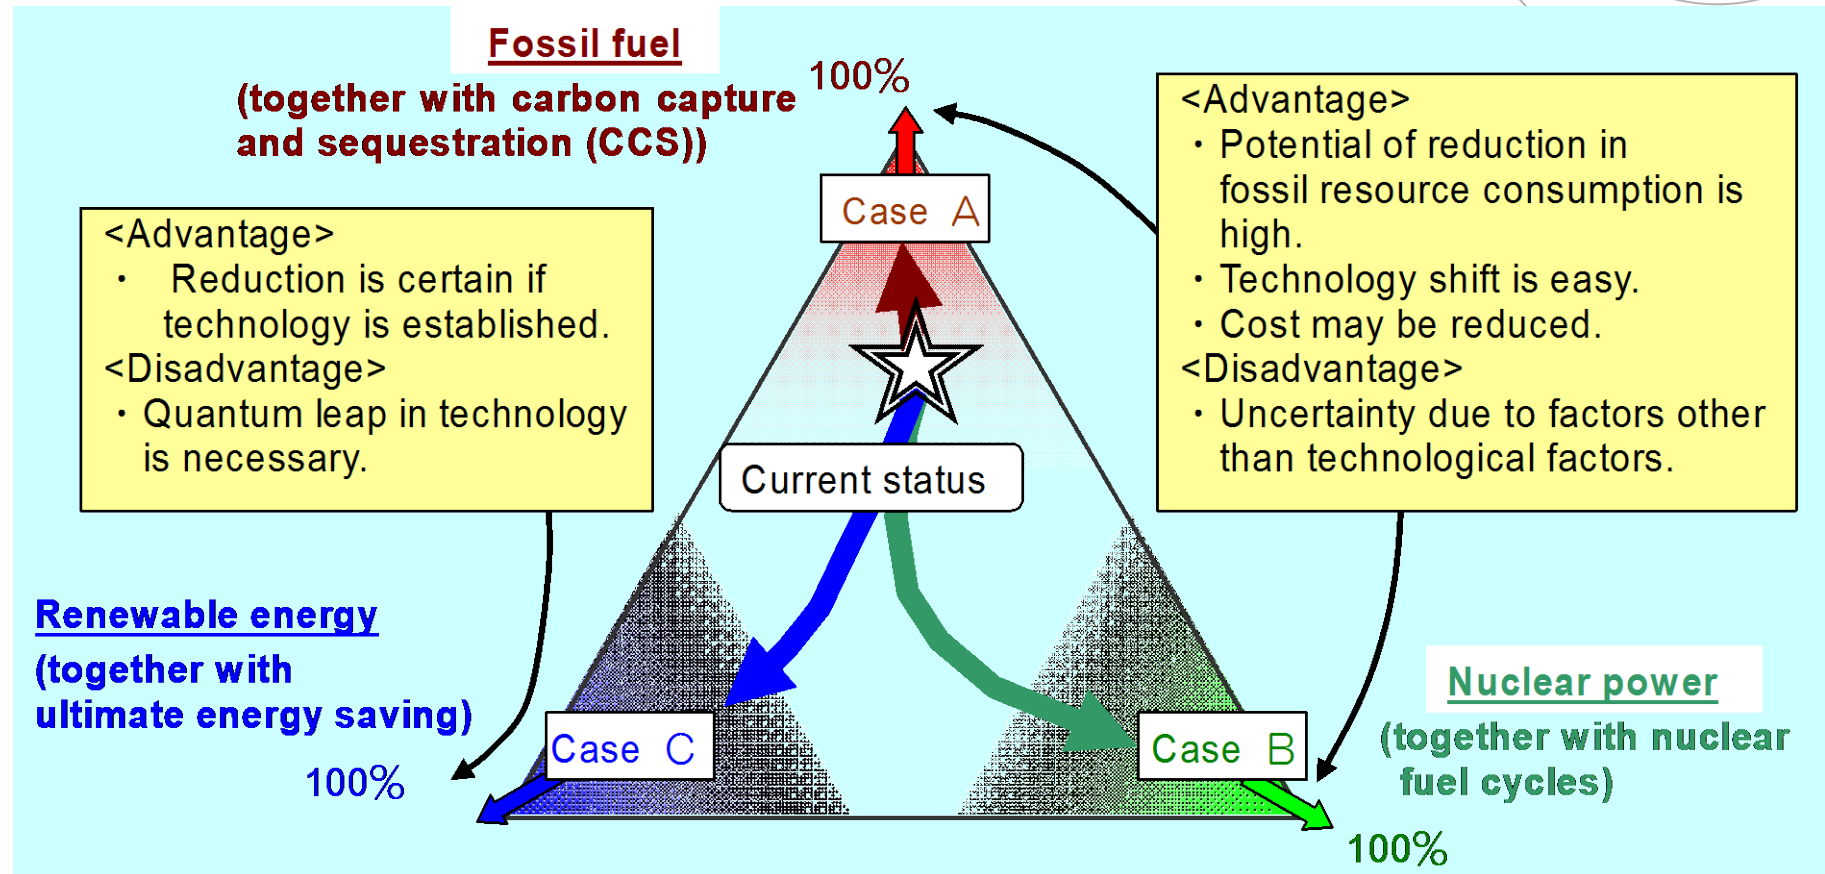 Fossil fuel
(together with carbon capture
and sequestration (CCS))
100%
Case A
<Advantage>
・ Reduction is certain if
technology is established.
<Disadvantage>
・Quantum leap in technology
is necessary.
<Advantage>
・Potential of reduction in
fossil resource consumption is
high.
・Technology shift is easy.
・Cost may be reduced.
<Disadvantage>
・Uncertainty due to factors other
than technological factors.
Current status
Renewable energy
(together with
ultimate energy saving)
100%
Case C
Case B
Nuclear power
(together with nuclear
fuel cycles)
100%